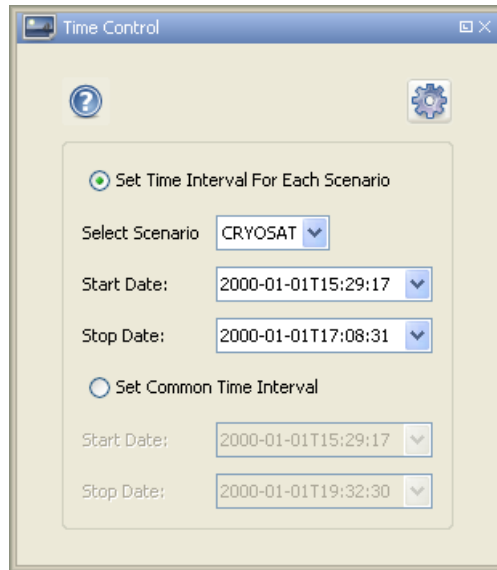 Time Control
Set Time Interval For Each Scenario
Select Scenario CRYOSAT
Start Date: 2000-01-01T15:29:17
Stop Date: 2000-01-01T17:08:31
Set Common Time Interval
Start Date: 2000-01-01T15:29:17
Stop Date: 2000-01-01T19:32:30